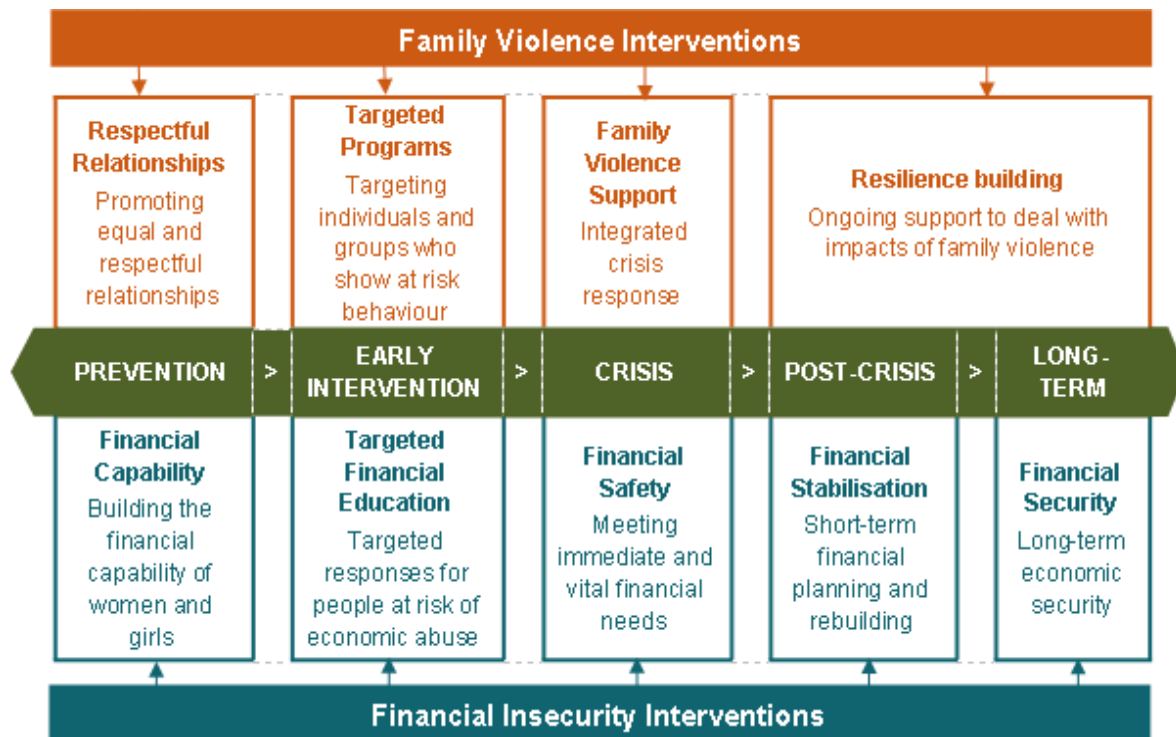 Family Violence Interventions
Respectful
Relationships
Promoting
equal and
respectful
relationships
Targeted
Programs
Targeting
individuals and
groups who
show at risk
behaviour
Family
Violence
Support
Integrated
crisis
response
Resilience building
Ongoing support to deal with
impacts of family violence
PREVENTION
>
EARLY
INTERVENTION
>
CRISIS
>
POST-CRISIS
>
LONG-
TERM
Financial
Capability
Building the
financial
capability of
women and
girls
Targeted
Financial
Education
Targeted
responses for
people at risk of
economic abuse
Financial
Safety
Meeting
immediate and
vital financial
needs
Financial
Stabilisation
Short-term
financial
planning and
rebuilding
Financial
Security
Long-term
economic
security
Financial Insecurity Interventions